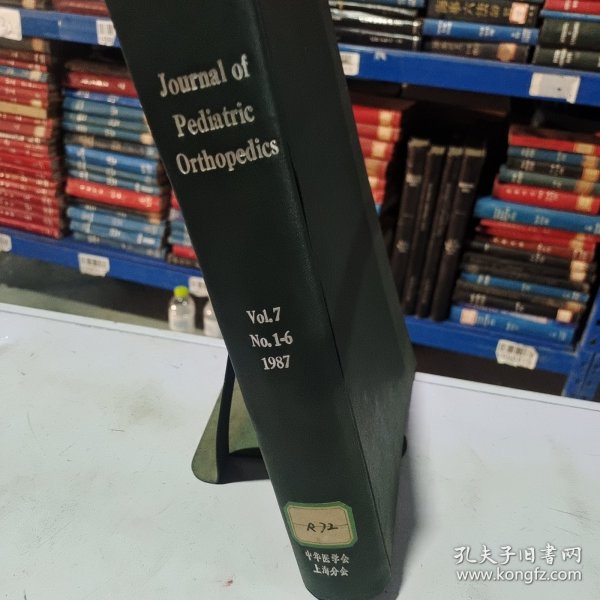 Journal of
Pediatric
Orthopedics
Vol.7
No.1-6
1987
R72
中华医学会
上海分会
孔夫子旧书网
www.kongfz.com